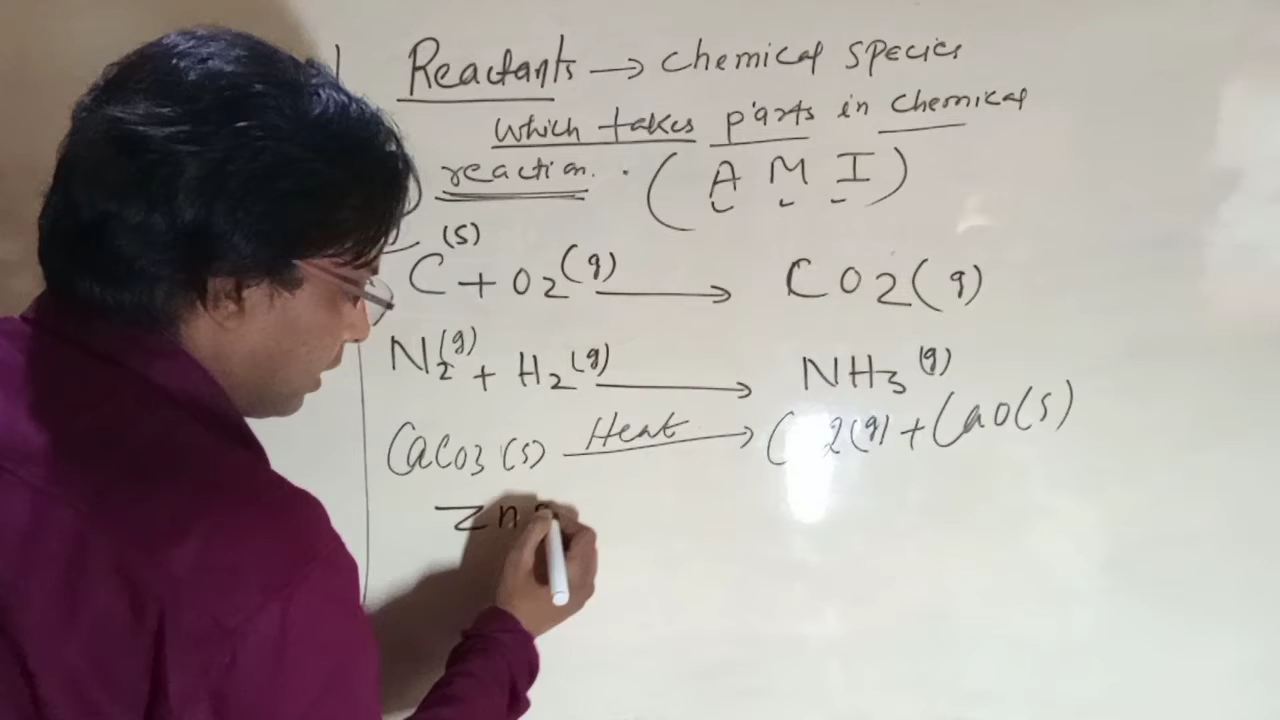 Reactants → chemical species
which takes parts in chemical
reaction. (A M I)
C(s) + O2(g) → CO2(g)
N2(g) + H2(g) → NH3(g)
CaCO3(s) Heat → 2(g) + CaO(s)
Zn